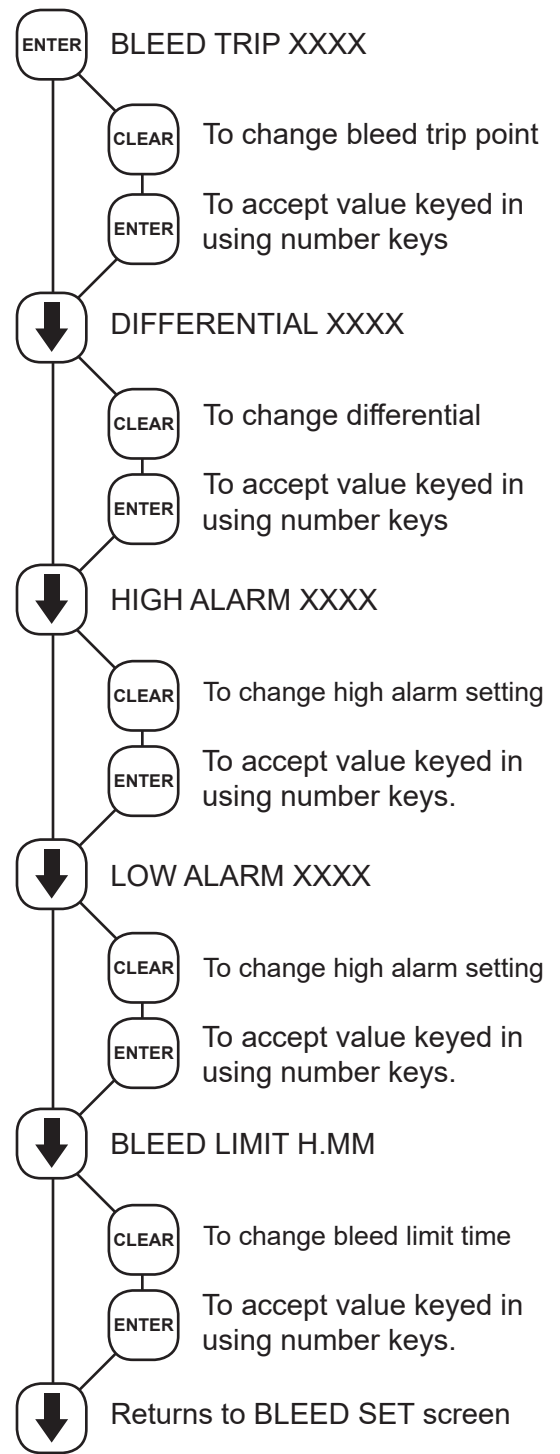 ENTER BLEED TRIP XXXX
CLEAR To change bleed trip point
ENTER To accept value keyed in
using number keys
DIFFERENTIAL XXXX
CLEAR To change differential
ENTER To accept value keyed in
using number keys
HIGH ALARM XXXX
CLEAR To change high alarm setting
ENTER To accept value keyed in
using number keys.
LOW ALARM XXXX
CLEAR To change high alarm setting
ENTER To accept value keyed in
using number keys.
BLEED LIMIT H.MM
CLEAR To change bleed limit time
ENTER To accept value keyed in
using number keys.
Returns to BLEED SET screen